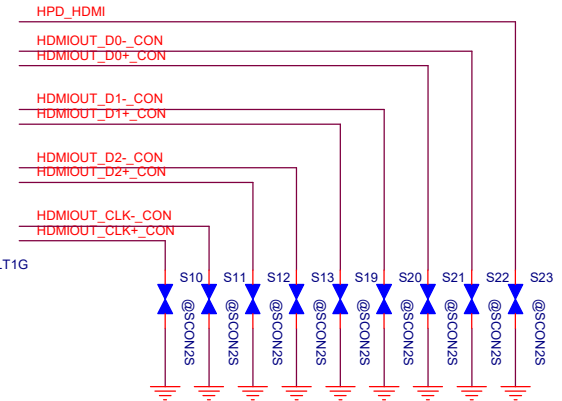 HPD_HDMI
HDMIOUT_D0-_CON
HDMIOUT_D0+_CON
HDMIOUT_D1-_CON
HDMIOUT_D1+_CON
HDMIOUT_D2-_CON
HDMIOUT_D2+_CON
HDMIOUT_CLK-_CON
HDMIOUT_CLK+_CON
LT1G
S10 S11 S12 S13 S19 S20 S21 S22 S23
@SCON2S
@SCON2S
@SCON2S
@SCON2S
@SCON2S
@SCON2S
@SCON2S
@SCON2S
@SCON2S